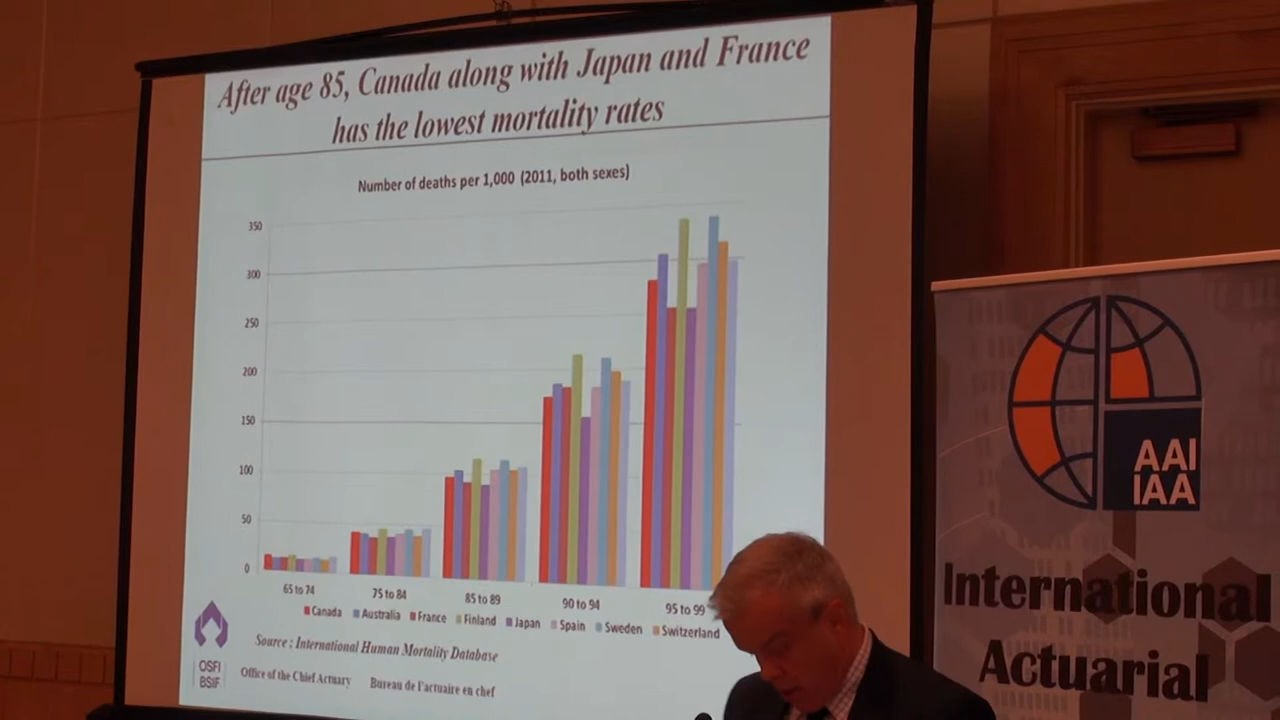 After age 85, Canada along with Japan and France
has the lowest mortality rates
Number of deaths per 1,000 (2011, both sexes)
350
300
250
200
150
100
50
0
65 to 74
75 to 84
85 to 89
90 to 94
95 to 99
Canada
Australia
France
Finland
Japan
Spain
Sweden
Switzerland
Source : International Human Mortality Database
OSFI
BSIF
Office of the Chief Actuary
Bureau de l'actuaire en chef
AAI
IAA
International
Actuarial